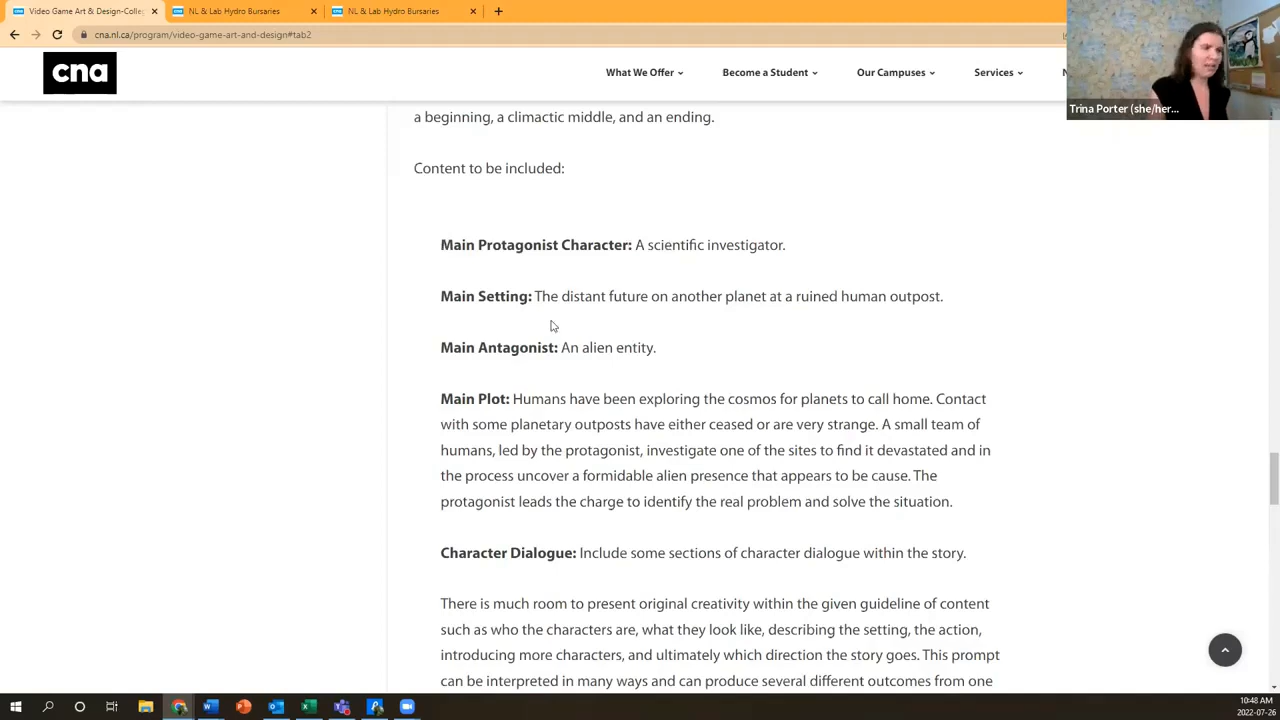 Video Game Art & Design-Colleg
NL & Lab Hydro Bursaries
NL & Lab Hydro Bursaries
cna.nl.ca/program/video-game-art-and-design#tab2
cna
What We Offer
Become a Student
Our Campuses
Services
N
Trina Porter (she/her...
a beginning, a climactic middle, and an ending.
Content to be included:
Main Protagonist Character: A scientific investigator.
Main Setting: The distant future on another planet at a ruined human outpost.
Main Antagonist: An alien entity.
Main Plot: Humans have been exploring the cosmos for planets to call home. Contact
with some planetary outposts have either ceased or are very strange. A small team of
humans, led by the protagonist, investigate one of the sites to find it devastated and in
the process uncover a formidable alien presence that appears to be cause. The
protagonist leads the charge to identify the real problem and solve the situation.
Character Dialogue: Include some sections of character dialogue within the story.
There is much room to present original creativity within the given guideline of content
such as who the characters are, what they look like, describing the setting, the action,
introducing more characters, and ultimately which direction the story goes. This prompt
can be interpreted in many ways and can produce several different outcomes from one
10:48 AM
2022-07-26